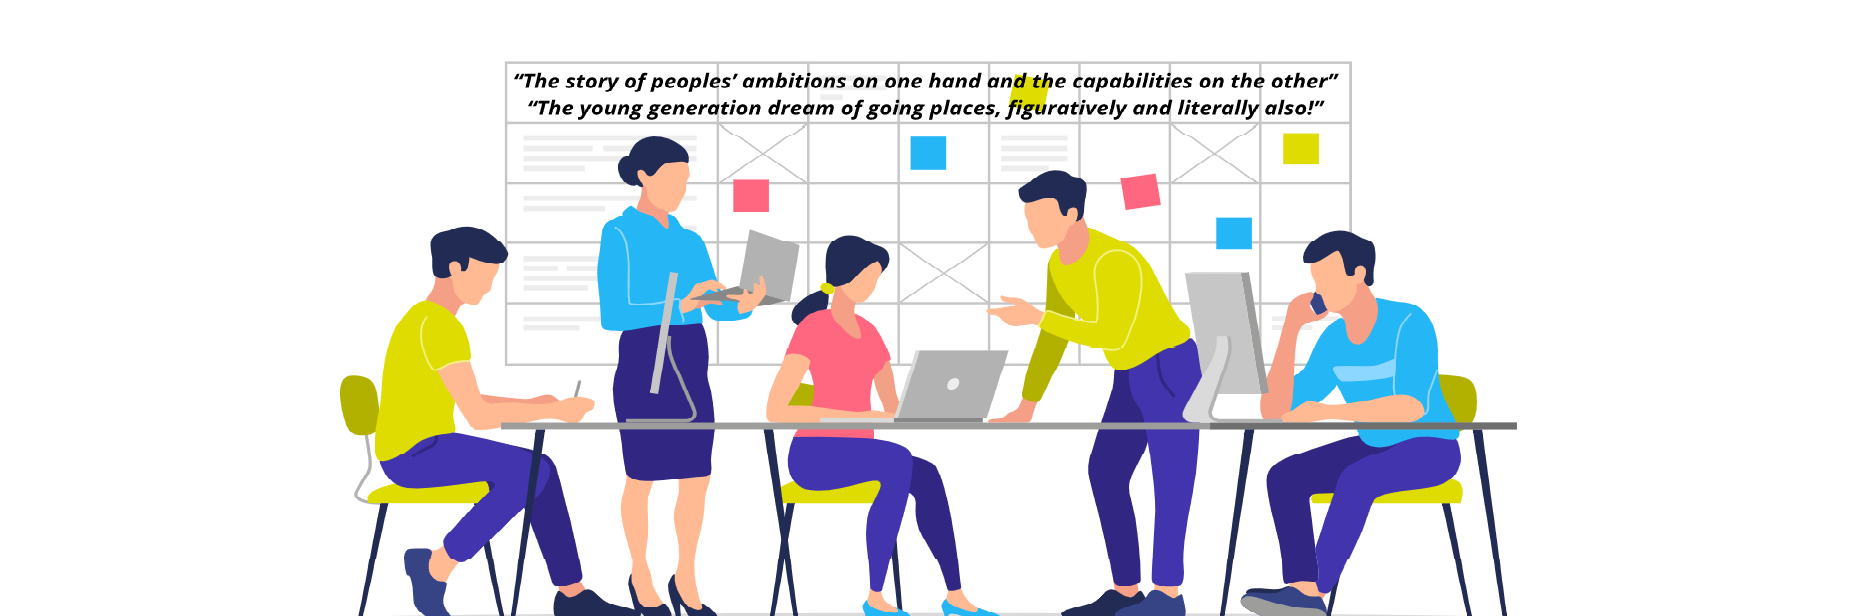 “The story of peoples’ ambitions on one hand and the capabilities on the other”
“The young generation dream of going places, figuratively and literally also!”